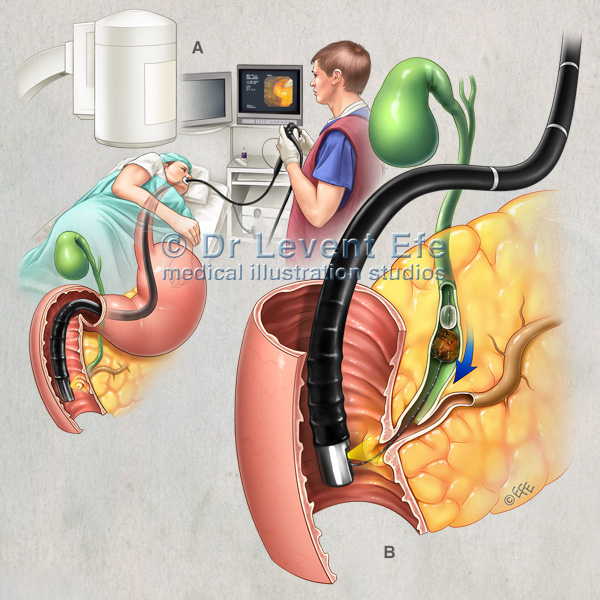 A
© Dr Levent Efe
medical illustration studios
© EFE
B